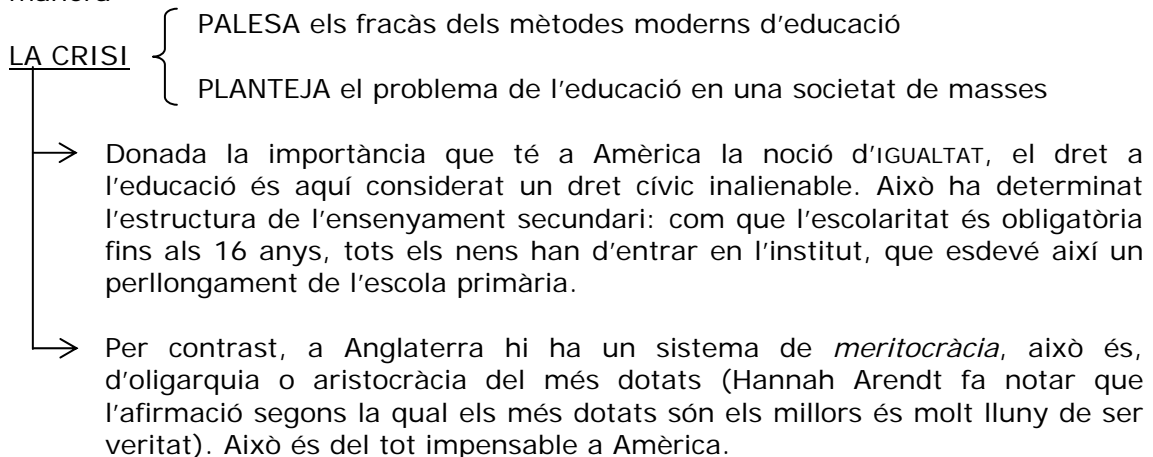 PALESA els fracàs dels mètodes moderns d'educació
LA CRISI
PLANTEJA el problema de l'educació en una societat de masses
Donada la importància que té a Amèrica la noció d'IGUALTAT, el dret a
l'educació és aquí considerat un dret cívic inalienable. Això ha determinat
l'estructura de l'ensenyament secundari: com que l'escolaritat és obligatòria
fins als 16 anys, tots els nens han d'entrar en l'institut, que esdevé així un
perllongament de l'escola primària.
Per contrast, a Anglaterra hi ha un sistema de meritocràcia, això és,
d'oligarquia o aristocràcia del més dotats (Hannah Arendt fa notar que
l'afirmació segons la qual els més dotats són els millors és molt lluny de ser
veritat). Això és del tot impensable a Amèrica.